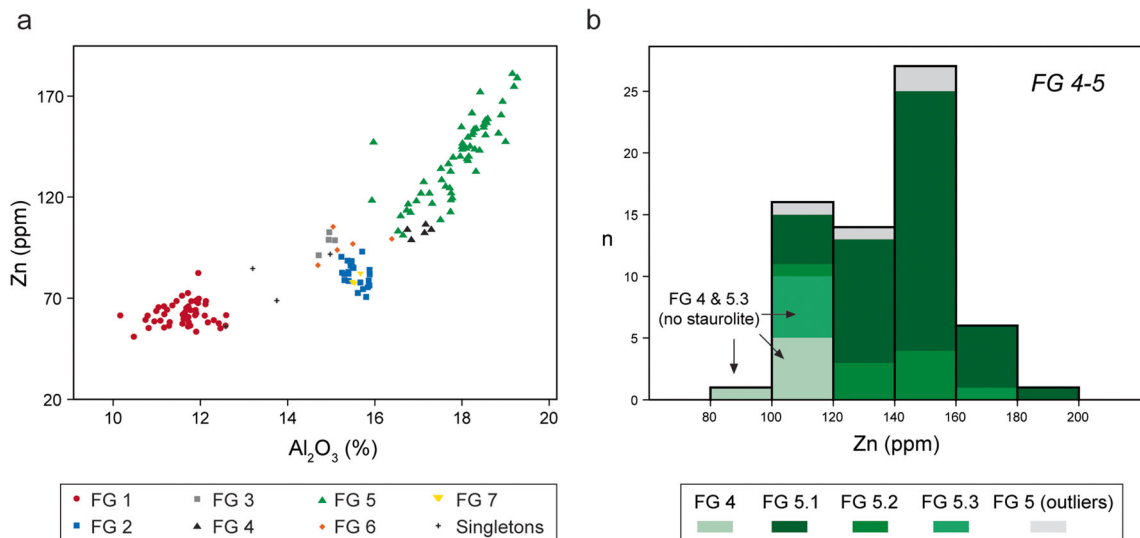 a
Zn (ppm)
170
120
70
20
10
12
14
16
18
20
Al₂O₃ (%)
FG 1
FG 3
FG 5
FG 7
FG 2
FG 4
FG 6
Singletons
b
FG 4-5
n
25
20
15
10
5
0
FG 4 & 5.3
(no staurolite)
80
100
120
140
160
180
200
Zn (ppm)
FG 4
FG 5.1
FG 5.2
FG 5.3
FG 5 (outliers)